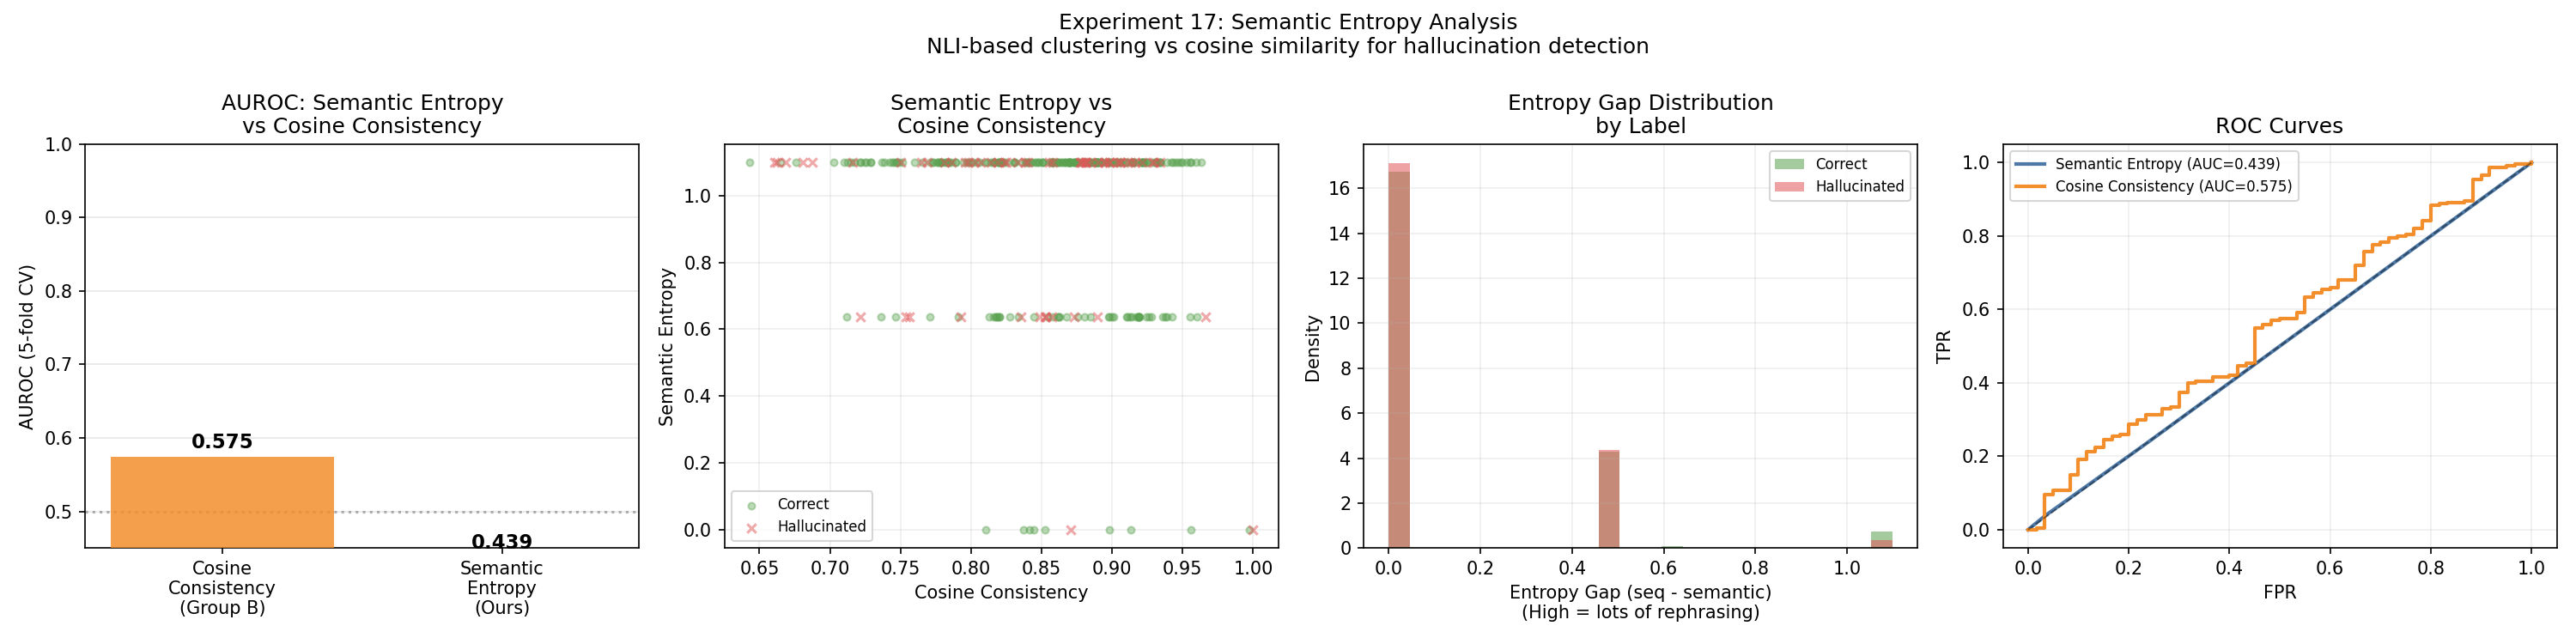 Experiment 17: Semantic Entropy Analysis
NLI-based clustering vs cosine similarity for hallucination detection
AUROC: Semantic Entropy
vs Cosine Consistency
AUROC (5-fold CV)
1.0
0.9
0.8
0.7
0.6
0.5
0.575
0.439
Cosine
Consistency
(Group B)
Semantic
Entropy
(Ours)
Semantic Entropy vs
Cosine Consistency
Semantic Entropy
1.0
0.8
0.6
0.4
0.2
0.0
Correct
Hallucinated
0.65 0.70 0.75 0.80 0.85 0.90 0.95 1.00
Cosine Consistency
Entropy Gap Distribution
by Label
Density
16
14
12
10
8
6
4
2
0
Correct
Hallucinated
0.0 0.2 0.4 0.6 0.8 1.0
Entropy Gap (seq - semantic)
(High = lots of rephrasing)
ROC Curves
TPR
1.0
0.8
0.6
0.4
0.2
0.0
Semantic Entropy (AUC=0.439)
Cosine Consistency (AUC=0.575)
0.0 0.2 0.4 0.6 0.8 1.0
FPR